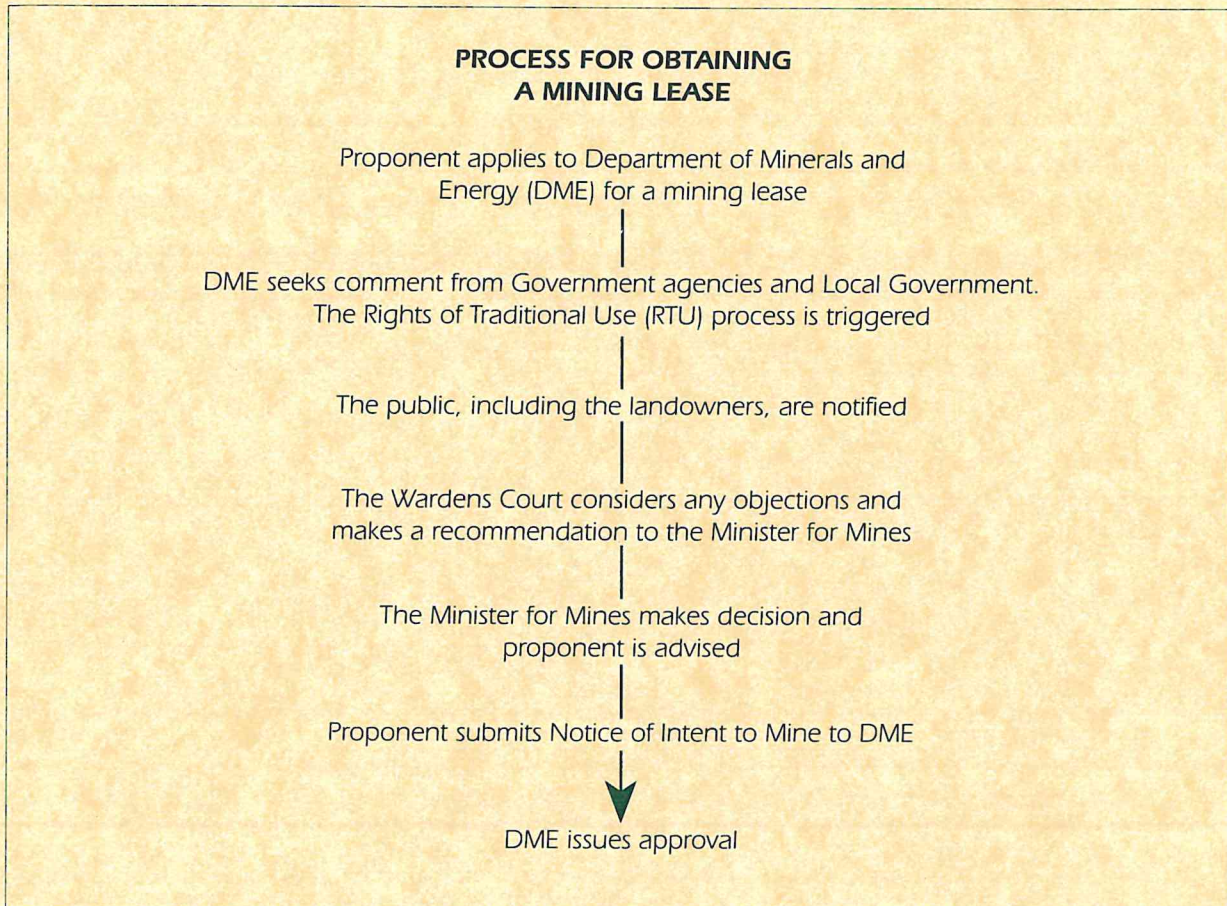 PROCESS FOR OBTAINING
A MINING LEASE
Proponent applies to Department of Minerals and
Energy (DME) for a mining lease
DME seeks comment from Government agencies and Local Government.
The Rights of Traditional Use (RTU) process is triggered
The public, including the landowners, are notified
The Wardens Court considers any objections and
makes a recommendation to the Minister for Mines
The Minister for Mines makes decision and
proponent is advised
Proponent submits Notice of Intent to Mine to DME
DME issues approval